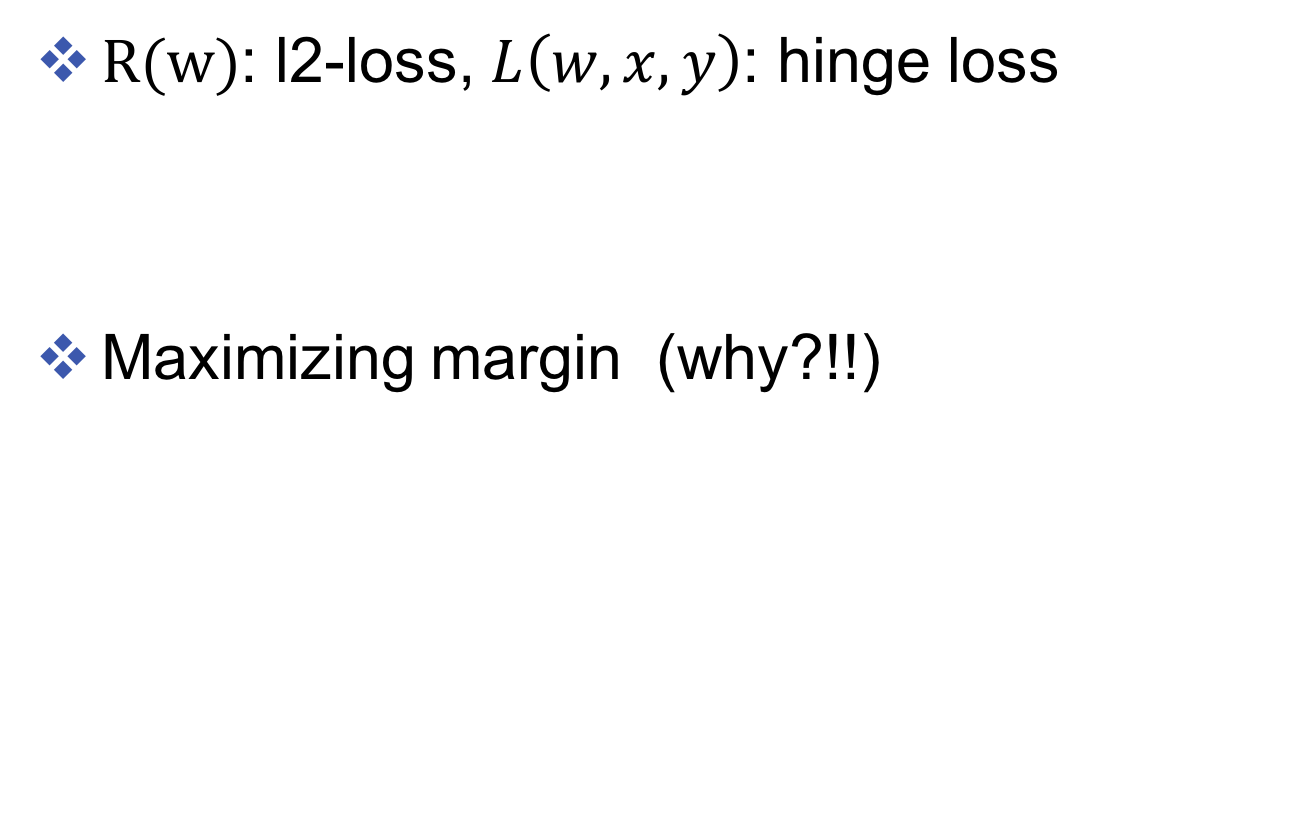 ❖ R(w): l2-loss, L(w, x, y): hinge loss
❖ Maximizing margin (why?!!)